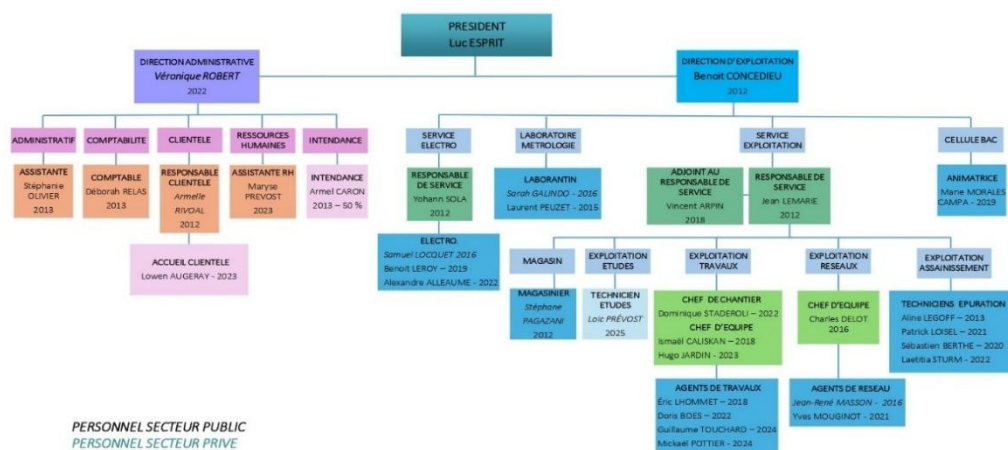 PRESIDENT
Luc ESPRIT
DIRECTION ADMINISTRATIVE
Véronique ROBERT
2022
DIRECTION D'EXPLOITATION
Benoit CONCEDIEU
2012
ADMINISTRATIF
COMPTABILITE
CLIENTELE
RESSOURCES
HUMAINES
INTENDANCE
ASSISTANTE
Stéphanie
OLIVIER
2013
COMPTABLE
Déborah RELAS
2013
RESPONSABLE
CLIENTELE
Armelle
RIVOAL
2012
ASSISTANTE RH
Maryse
PREVOST
2023
INTENDANCE
Armel CARON
2013 – 50 %
ACCUEIL CLIENTELE
Lowen AUGERAY - 2023
SERVICE
ELECTRO
LABORATOIRE
METROLOGIE
SERVICE
EXPLOITATION
CELLULE BAC
RESPONSABLE
DE SERVICE
Yohann SOLA
2012
LABORANTIN
Sarah GALINDO - 2016
Laurent PEUZET - 2015
ADJOINT AU
RESPONSABLE DE
SERVICE
Vincent ARPIN
2018
RESPONSABLE DE
SERVICE
Jean LEMARIE
2012
ANIMATRICE
Marie MORALES
CAMPA - 2019
ELECTRO.
Samuel LOCQUET 2016
Benoit LEROY – 2019
Alexandre ALLEAUME - 2022
MAGASIN
EXPLOITATION
ETUDES
EXPLOITATION
TRAVAUX
EXPLOITATION
RESEAUX
EXPLOITATION
ASSAINISSEMENT
MAGASINIER
Stéphane
PAGAZANI
2012
TECHNICIEN
ETUDES
Loïc PRÉVOST
2025
CHEF DE CHANTIER
Dominique STADEROLI – 2022
CHEF D'EQUIPE
Ismaël CALISKAN – 2018
Hugo JARDIN - 2023
CHEF D'EQUIPE
Charles DELOT
2016
TECHNICIENS EPURATION
Aline LEGOFF – 2013
Patrick LOISEL - 2021
Sébastien BERTHE – 2020
Laetitia STURM - 2022
AGENTS DE TRAVAUX
Éric LHOMMET – 2018
Doris BOES – 2022
Guillaume TOUCHARD – 2024
Mickaël POTTIER - 2024
AGENTS DE RESEAU
Jean-René MASSON - 2016
Yves MOUGINOT - 2021
PERSONNEL SECTEUR PUBLIC
PERSONNEL SECTEUR PRIVE